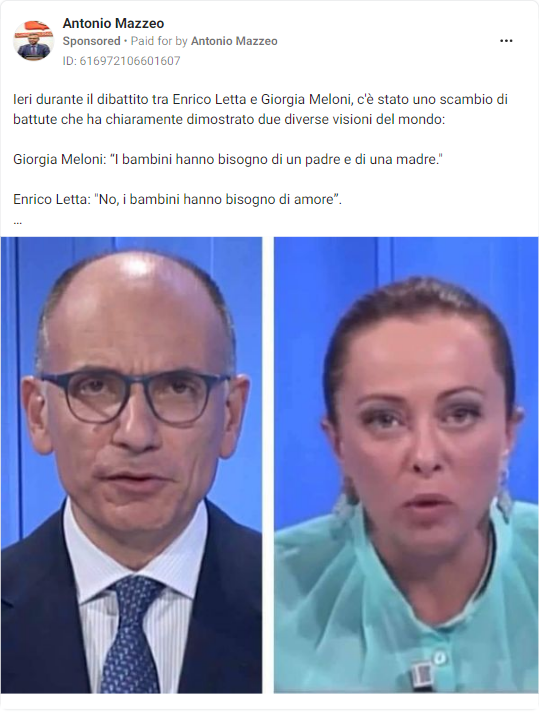 Antonio Mazzeo
Sponsored • Paid for by Antonio Mazzeo
ID: 616972106601607
Ieri durante il dibattito tra Enrico Letta e Giorgia Meloni, c'è stato uno scambio di
battute che ha chiaramente dimostrato due diverse visioni del mondo:
Giorgia Meloni: “I bambini hanno bisogno di un padre e di una madre."
Enrico Letta: "No, i bambini hanno bisogno di amore”.
...